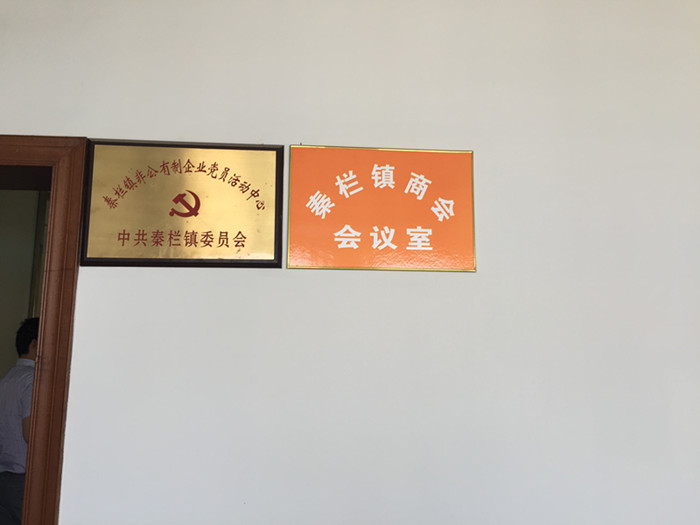 秦栏镇非公有制企业党员活动中心
中共秦栏镇委员会
秦栏镇商会
会议室